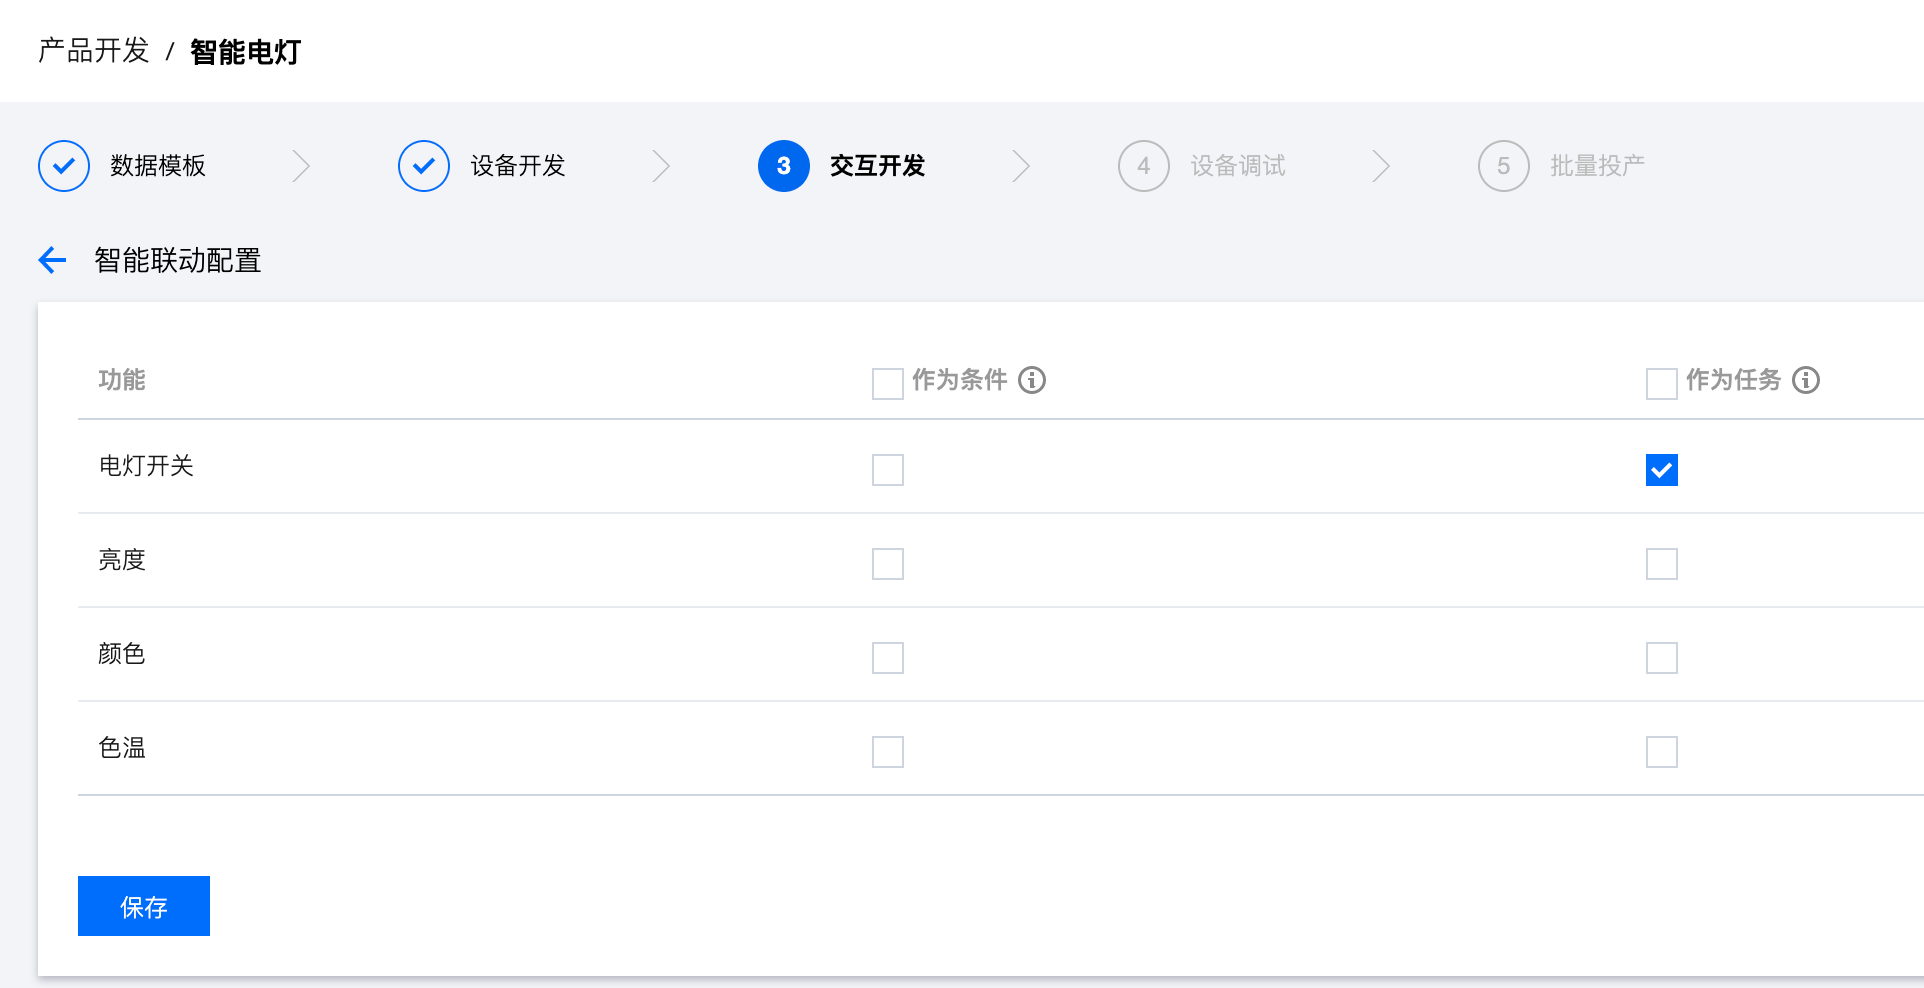 产品开发 / 智能电灯
数据模板 设备开发 3 交互开发 4 设备调试 5 批量投产
智能联动配置
功能 作为条件 作为任务
电灯开关
亮度
颜色
色温
保存